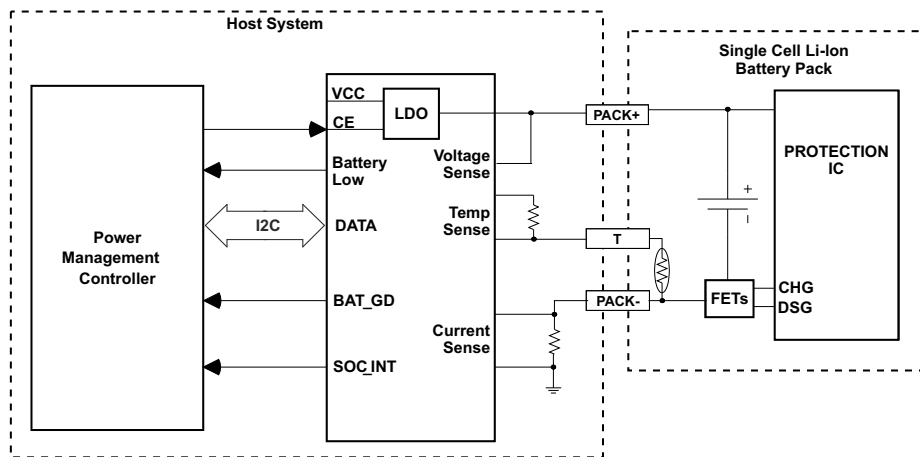 Host System
Single Cell Li-Ion
Battery Pack
VCC
LDO
CE
PACK+
Battery
Low
Voltage
Sense
PROTECTION
IC
+
I2C
DATA
Temp
Sense
T
–
Power
Management
Controller
BAT_GD
PACK-
FETs
CHG
DSG
Current
Sense
SOC_INT